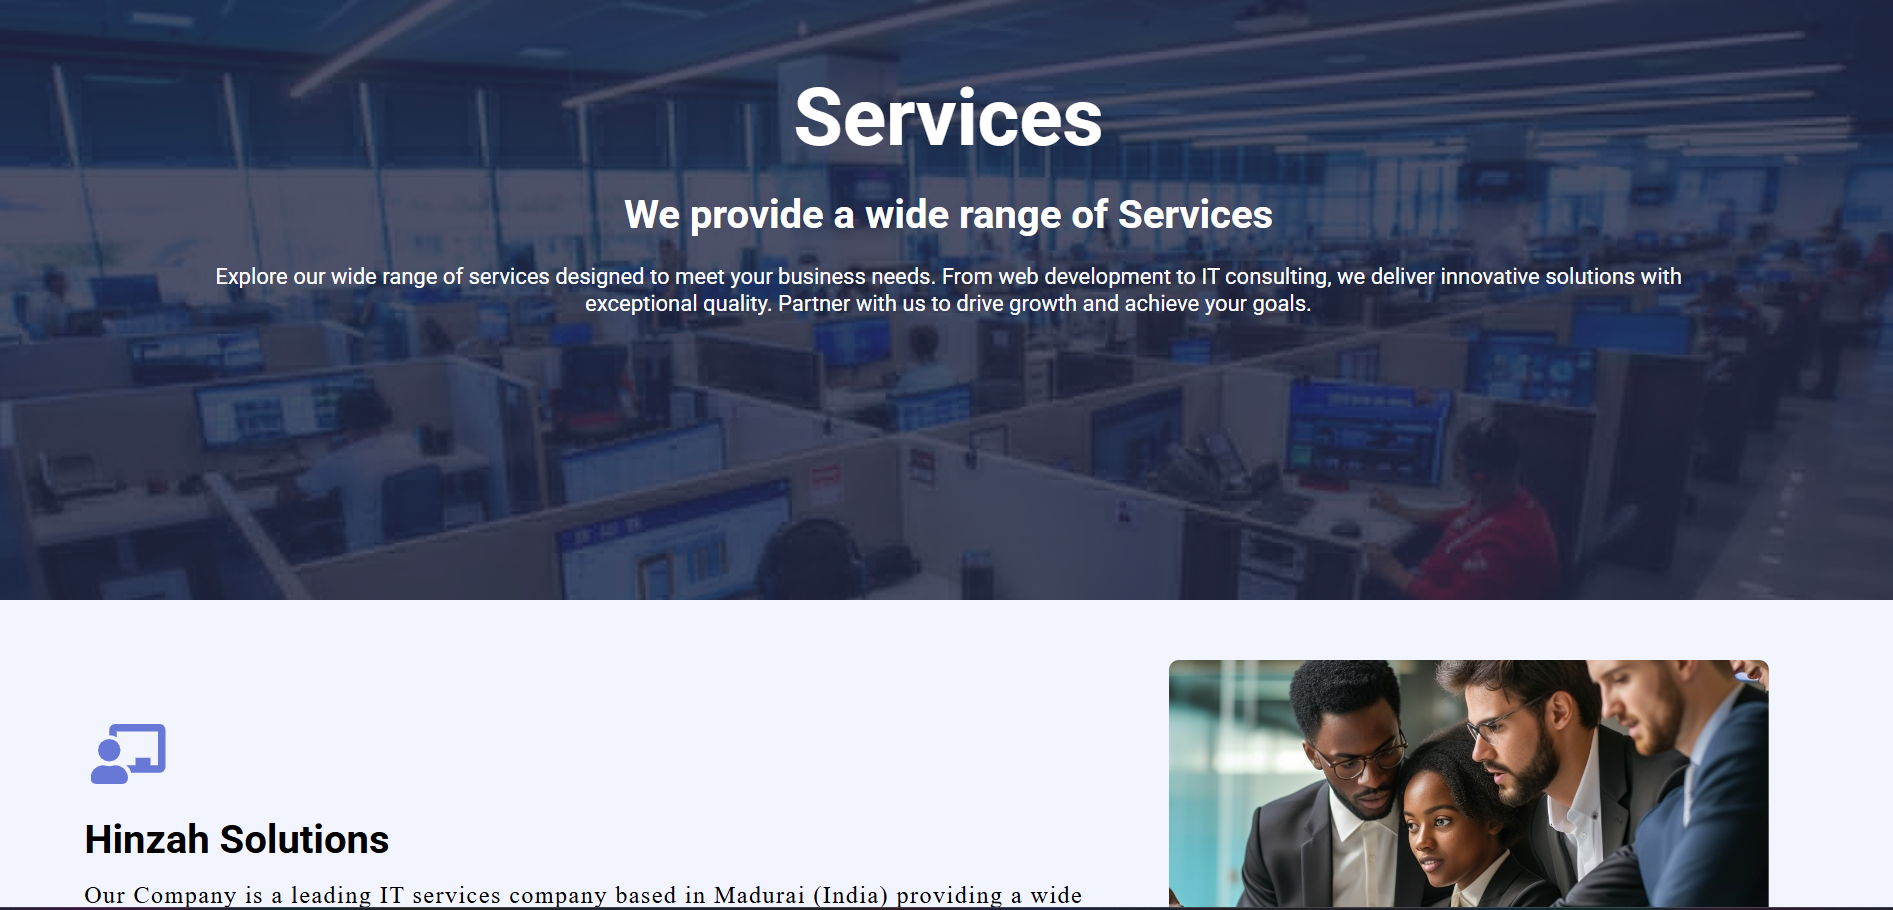 Services
We provide a wide range of Services
Explore our wide range of services designed to meet your business needs. From web development to IT consulting, we deliver innovative solutions with
exceptional quality. Partner with us to drive growth and achieve your goals.
Hinzah Solutions
Our Company is a leading IT services company based in Madurai (India) providing a wide